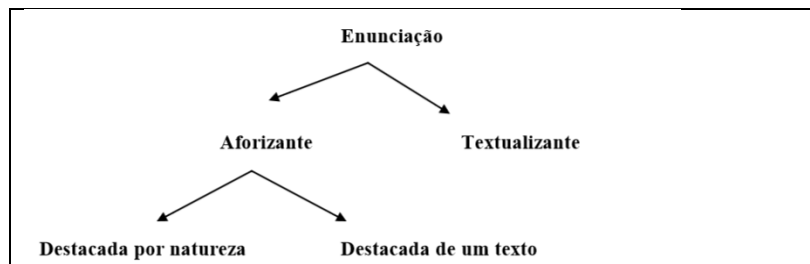 Enunciação
Aforizante Textualizante
Destacada por natureza Destacada de um texto